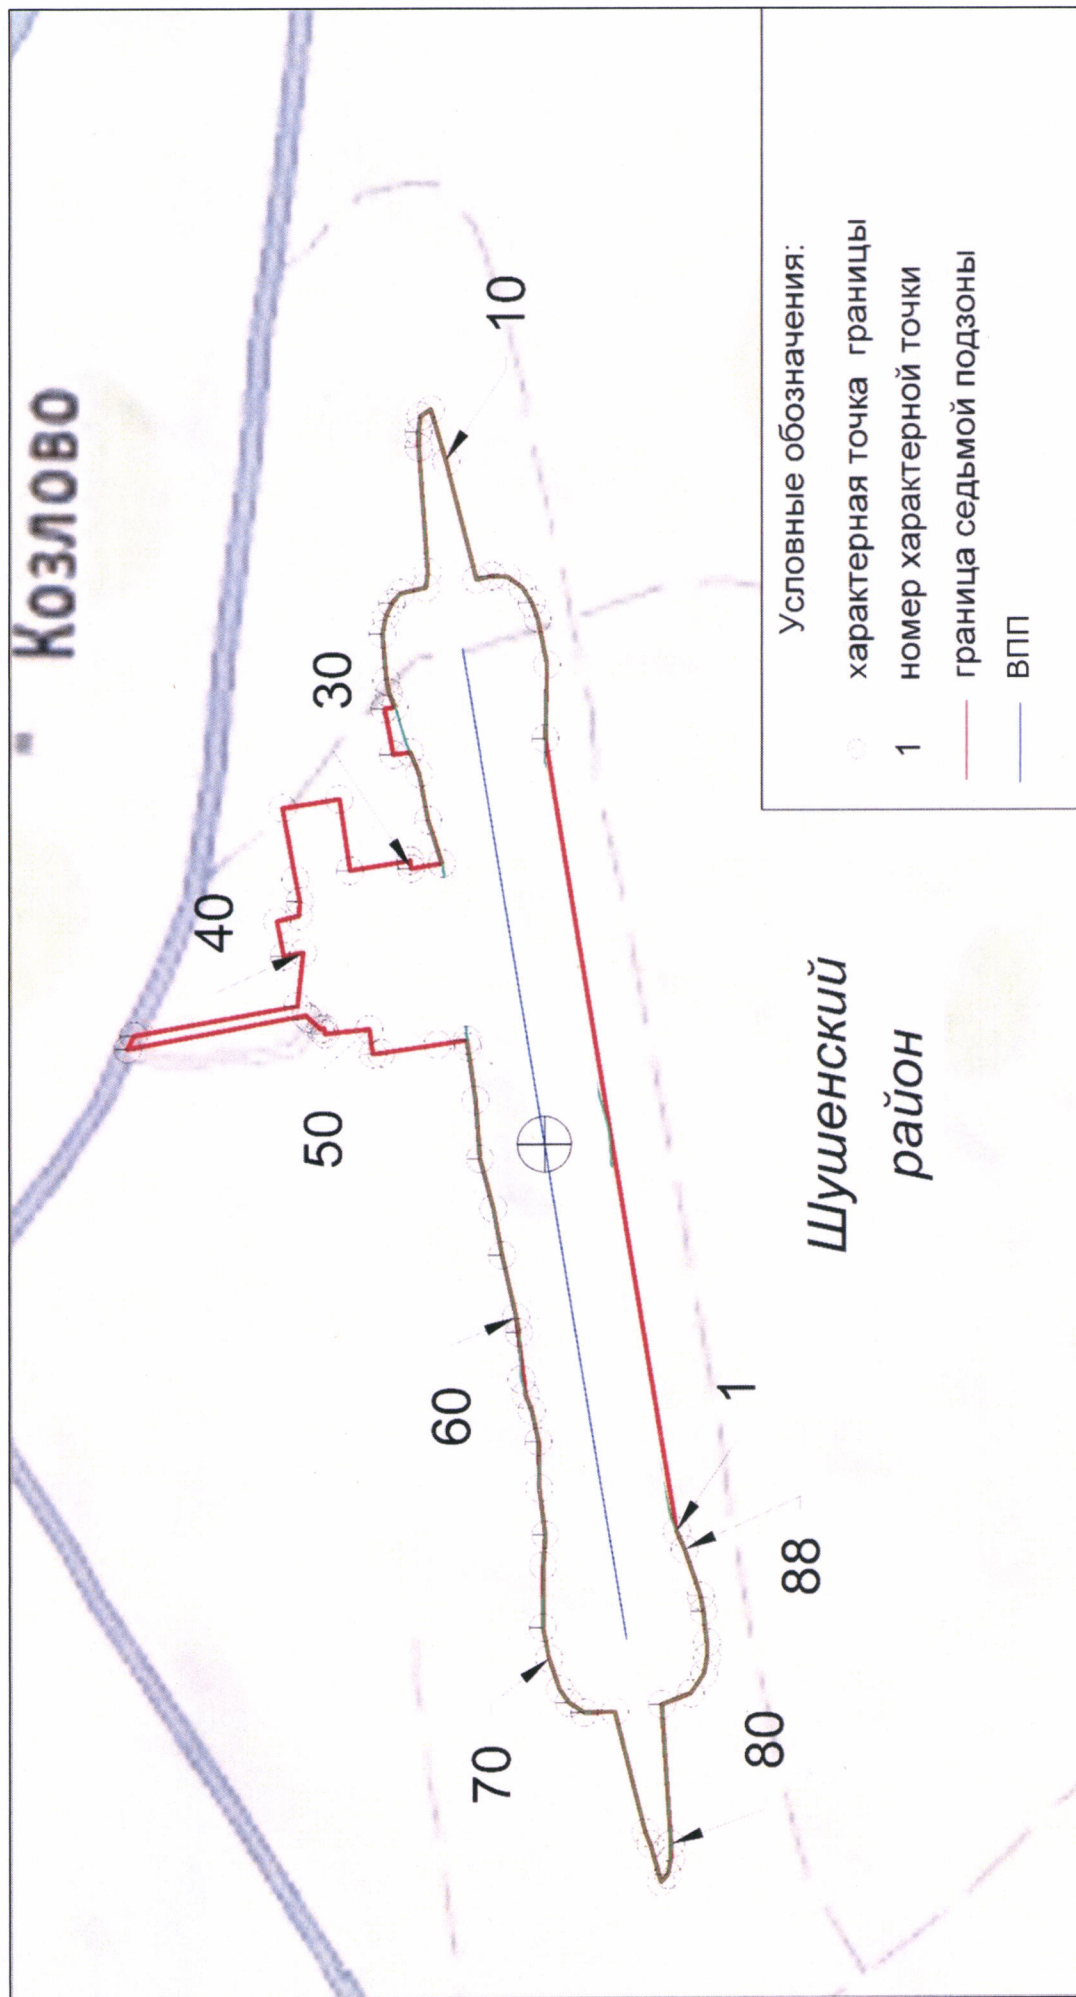 Козлово
10
30
40
50
60
70
80
88
1
Шушенский
район
Условные обозначения:
характерная точка границы
1 номер характерной точки
граница седьмой подзоны
ВПП